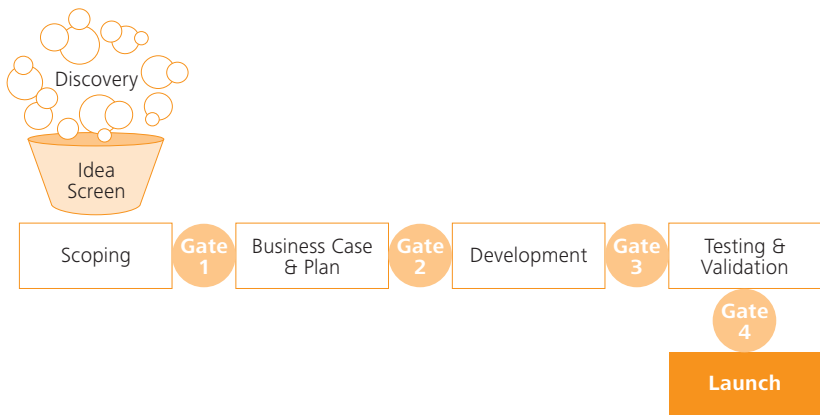 Discovery
Idea
Screen
Scoping
Gate
1
Business Case
& Plan
Gate
2
Development
Gate
3
Testing &
Validation
Gate
4
Launch